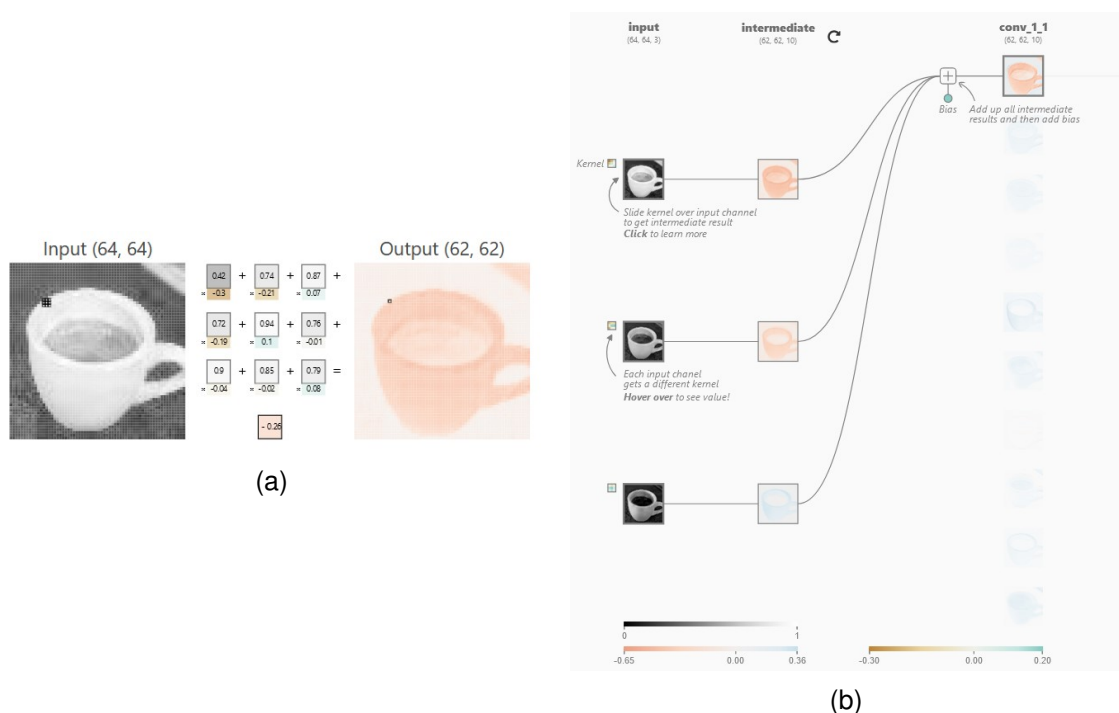 Input (64, 64)
Output (62, 62)
0.42 + 0.74 + 0.87 +
× -0.3 × -0.21 × 0.07
0.72 + 0.94 + 0.76 +
× -0.19 × 0.1 × -0.01
0.9 + 0.85 + 0.79 =
× -0.04 × -0.02 × 0.08
- 0.26
(a)
input
(64, 64, 3)
intermediate
(62, 62, 10)
conv_1_1
(62, 62, 10)
+
Bias
Add up all intermediate
results and then add bias
Kernel
Slide kernel over input channel
to get intermediate result
Click to learn more
Each input chanel
gets a different kernel
Hover over to see value!
0 1
-0.65 0.00 0.36
-0.30 0.00 0.20
(b)